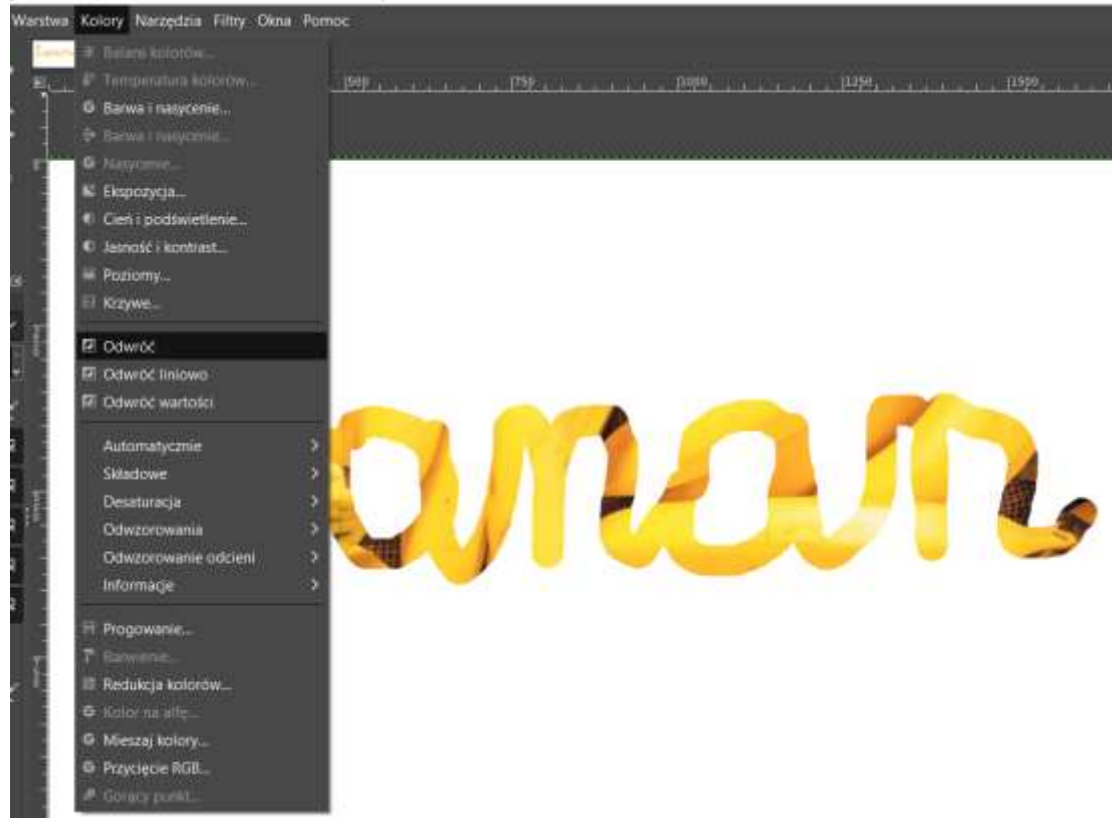 Warstwa Kolory Narzędzia Filtry Okna Pomoc
500 750 1000 1250 1500
Balans kolorów...
Temperatura kolorów...
Barwa i nasycenie...
Barwa i nasycenie...
Nasycenie...
Ekspozycja...
Cień i podświetlenie...
Jasność i kontrast...
Poziomy...
Krzywe...
Odwróć
Odwróć liniowo
Odwróć wartości
Automatycznie
Składowe
Desaturacja
Odwzorowania
Odwzorowanie odcieni
Informacje
Progowanie...
Barwienie...
Redukcja kolorów...
Kolor na alfę...
Mieszaj kolory...
Przycięcie RGB...
Gorący punkt...
anan